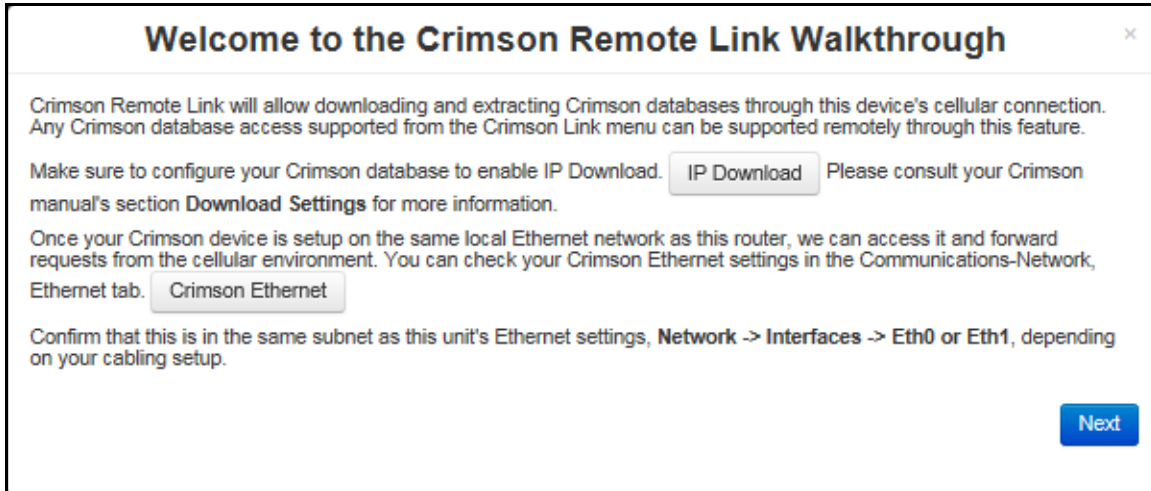 Welcome to the Crimson Remote Link Walkthrough ×
Crimson Remote Link will allow downloading and extracting Crimson databases through this device's cellular connection.
Any Crimson database access supported from the Crimson Link menu can be supported remotely through this feature.
Make sure to configure your Crimson database to enable IP Download. IP Download Please consult your Crimson
manual's section Download Settings for more information.
Once your Crimson device is setup on the same local Ethernet network as this router, we can access it and forward
requests from the cellular environment. You can check your Crimson Ethernet settings in the Communications-Network,
Ethernet tab. Crimson Ethernet
Confirm that this is in the same subnet as this unit's Ethernet settings, Network -> Interfaces -> Eth0 or Eth1, depending
on your cabling setup.
Next